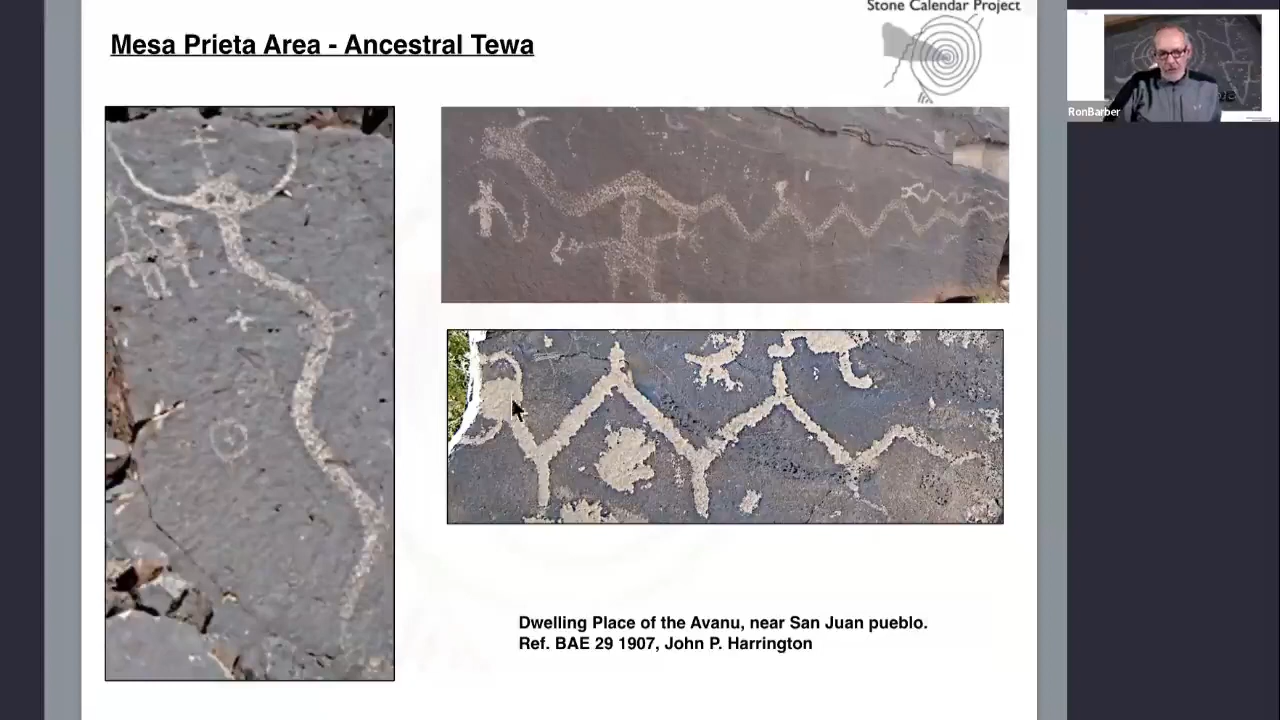 Stone Calendar Project
Mesa Prieta Area - Ancestral Tewa
RonBarber
Dwelling Place of the Avanu, near San Juan pueblo.
Ref. BAE 29 1907, John P. Harrington